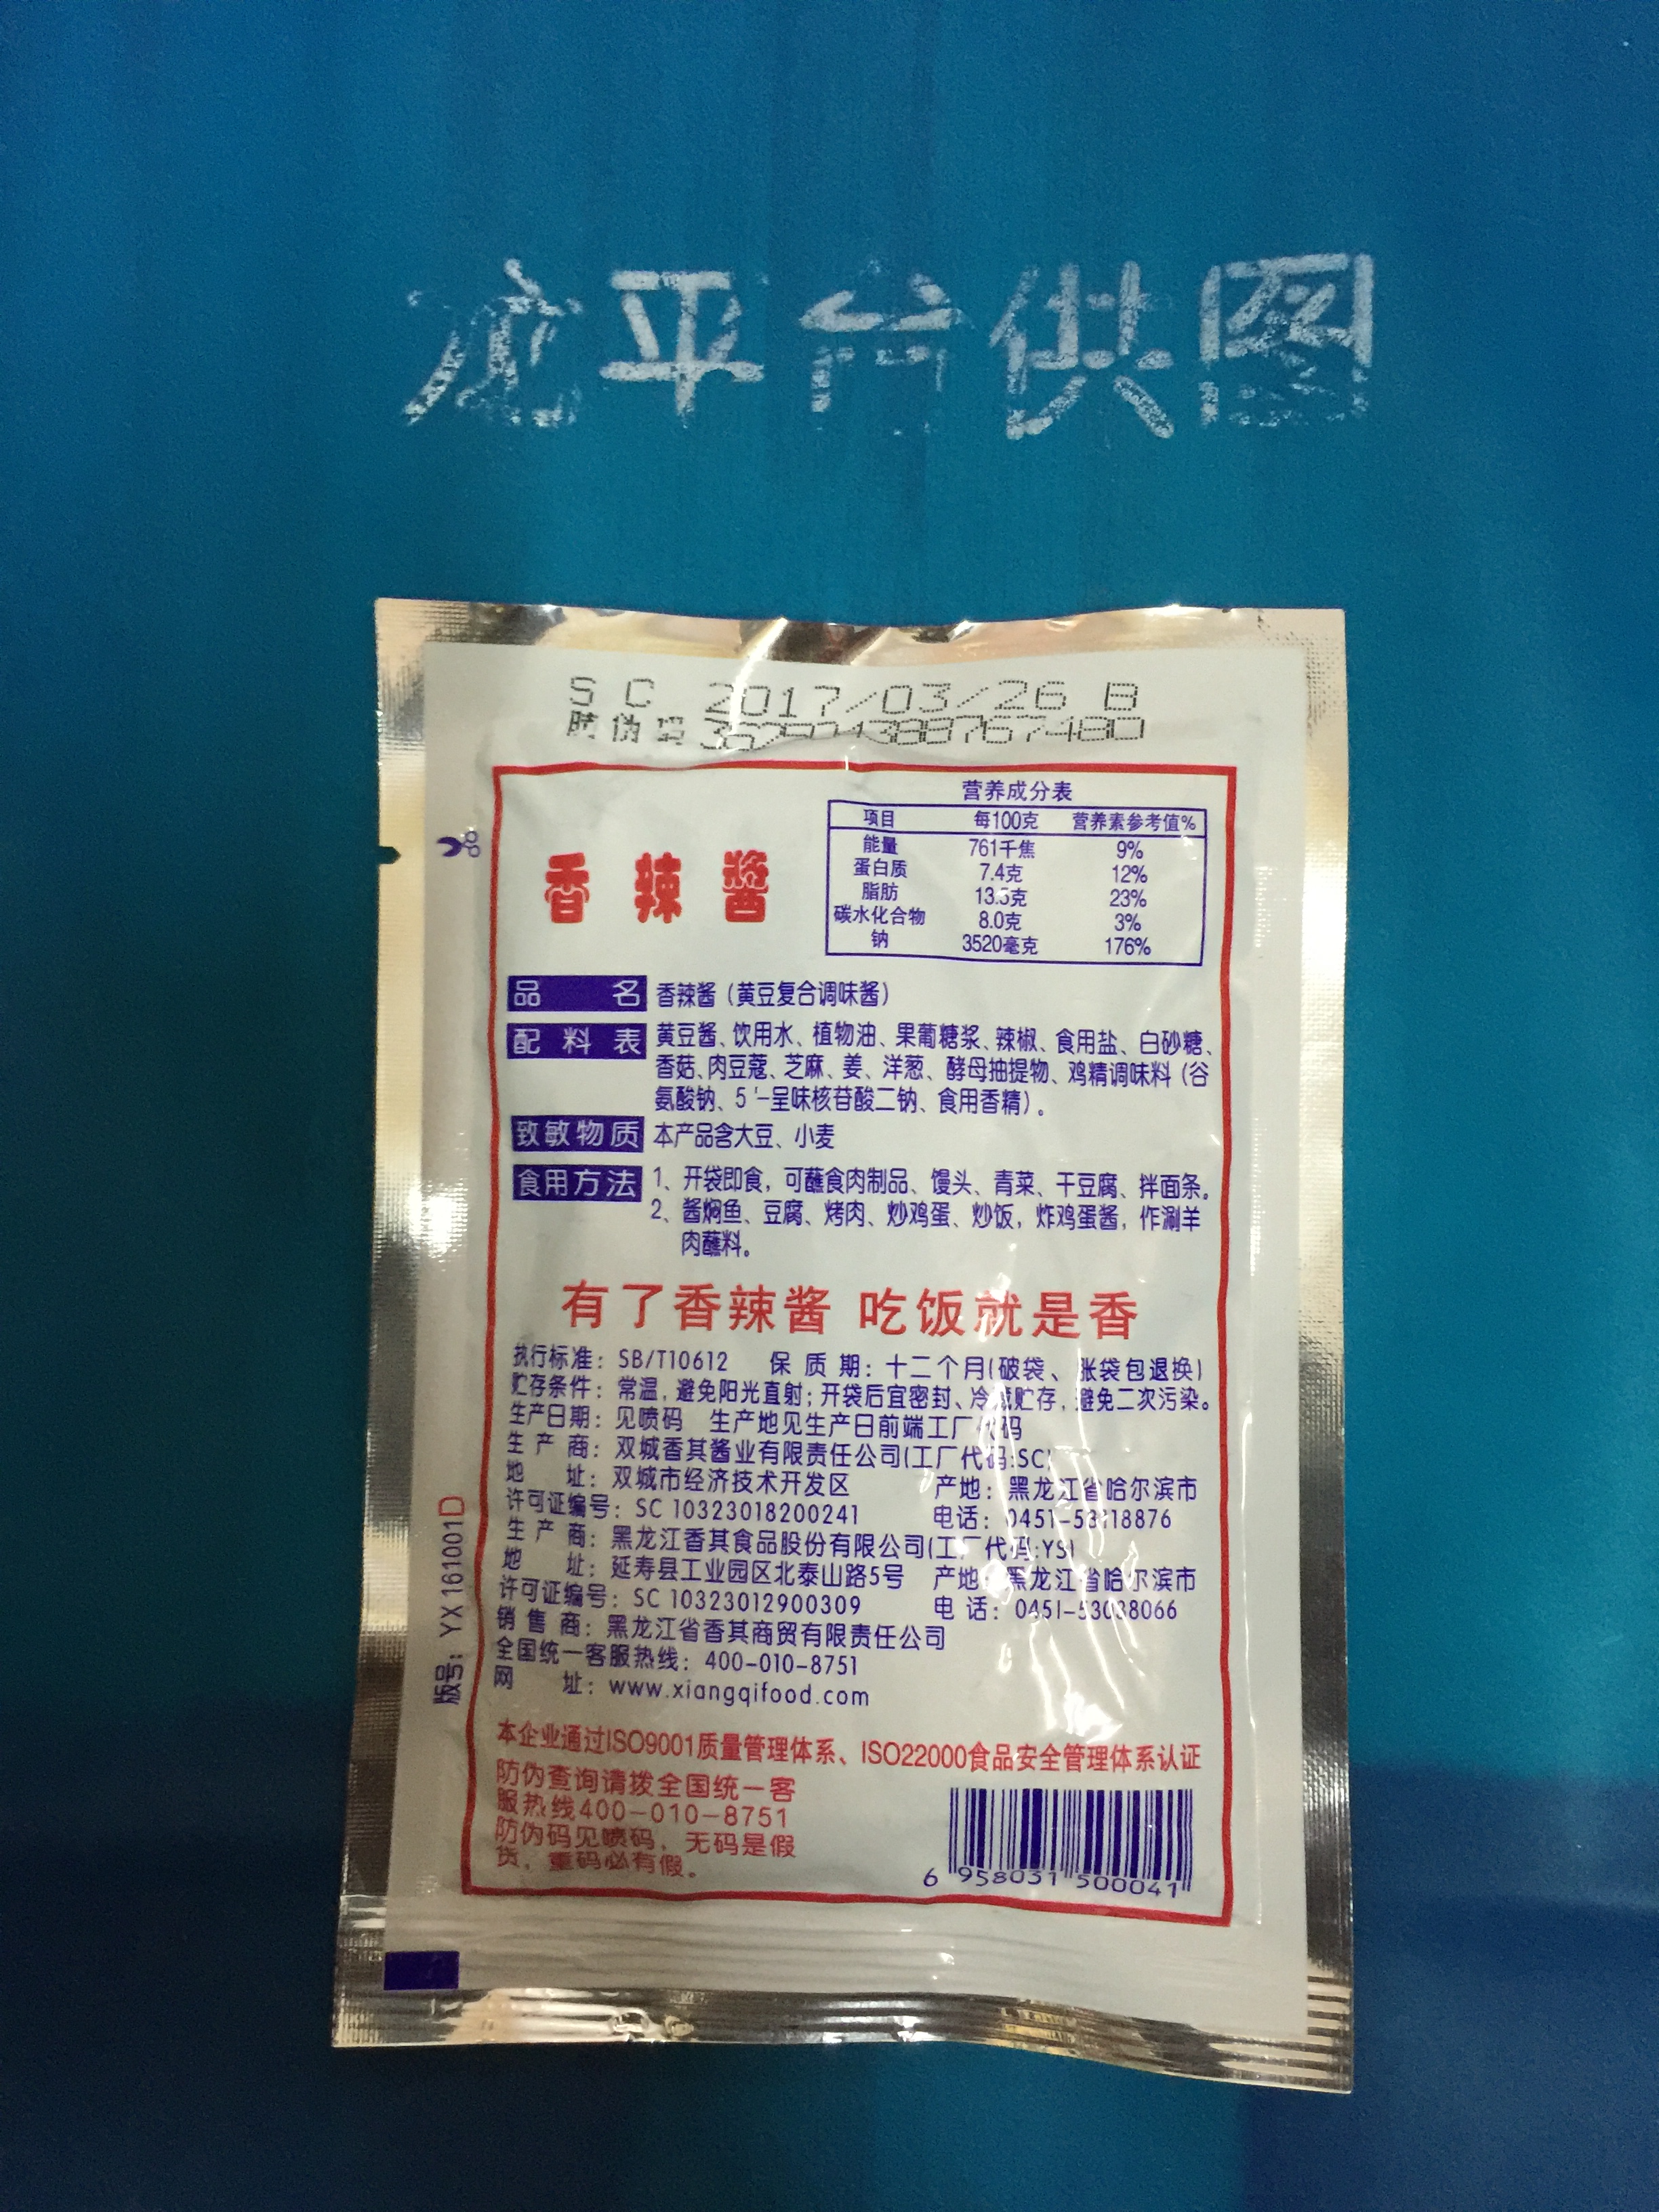 平台供图
SC 2017/03/26 B
防伪码
营养成分表
项目 每100克 营养素参考值%
能量 761千焦 9%
蛋白质 7.4克 12%
脂肪 13.5克 23%
碳水化合物 8.0克 3%
钠 3520毫克 176%
香辣酱
品名 香辣酱（黄豆复合调味酱）
配料表 黄豆酱、饮用水、植物油、果葡糖浆、辣椒、食用盐、白砂糖、
香菇、肉豆蔻、芝麻、姜、洋葱、酵母抽提物、鸡精调味料（谷
氨酸钠、5'-呈味核苷酸二钠、食用香精）。
致敏物质 本产品含大豆、小麦
食用方法 1、开袋即食，可蘸食肉制品、馒头、青菜、干豆腐、拌面条。
2、酱焖鱼、豆腐、烤肉、炒鸡蛋、炒饭，炸鸡蛋酱，作涮羊
肉蘸料。
有了香辣酱 吃饭就是香
执行标准：SB/T10612 保质期：十二个月(破袋、胀袋包退换)
贮存条件：常温，避免阳光直射；开袋后宜密封、冷藏贮存，避免二次污染。
生产日期：见喷码 生产地见生产日前端工厂代码
生产商：双城香其酱业有限责任公司(工厂代码:SC)
地址：双城市经济技术开发区 产地：黑龙江省哈尔滨市
许可证编号：SC 10323018200241 电话：0451-53118876
生产商：黑龙江香其食品股份有限公司(工厂代码:YS)
地址：延寿县工业园区北泰山路5号 产地：黑龙江省哈尔滨市
许可证编号：SC 10323012900309 电话：0451-53038066
销售商：黑龙江省香其商贸有限责任公司
全国统一客服热线：400-010-8751
网址：www.xiangqifood.com
版号：YX161001D
本企业通过ISO9001质量管理体系、ISO22000食品安全管理体系认证
防伪查询请拨全国统一客
服热线400-010-8751
防伪码见喷码，无码是假
货，重码必有假。
6 958031 500041